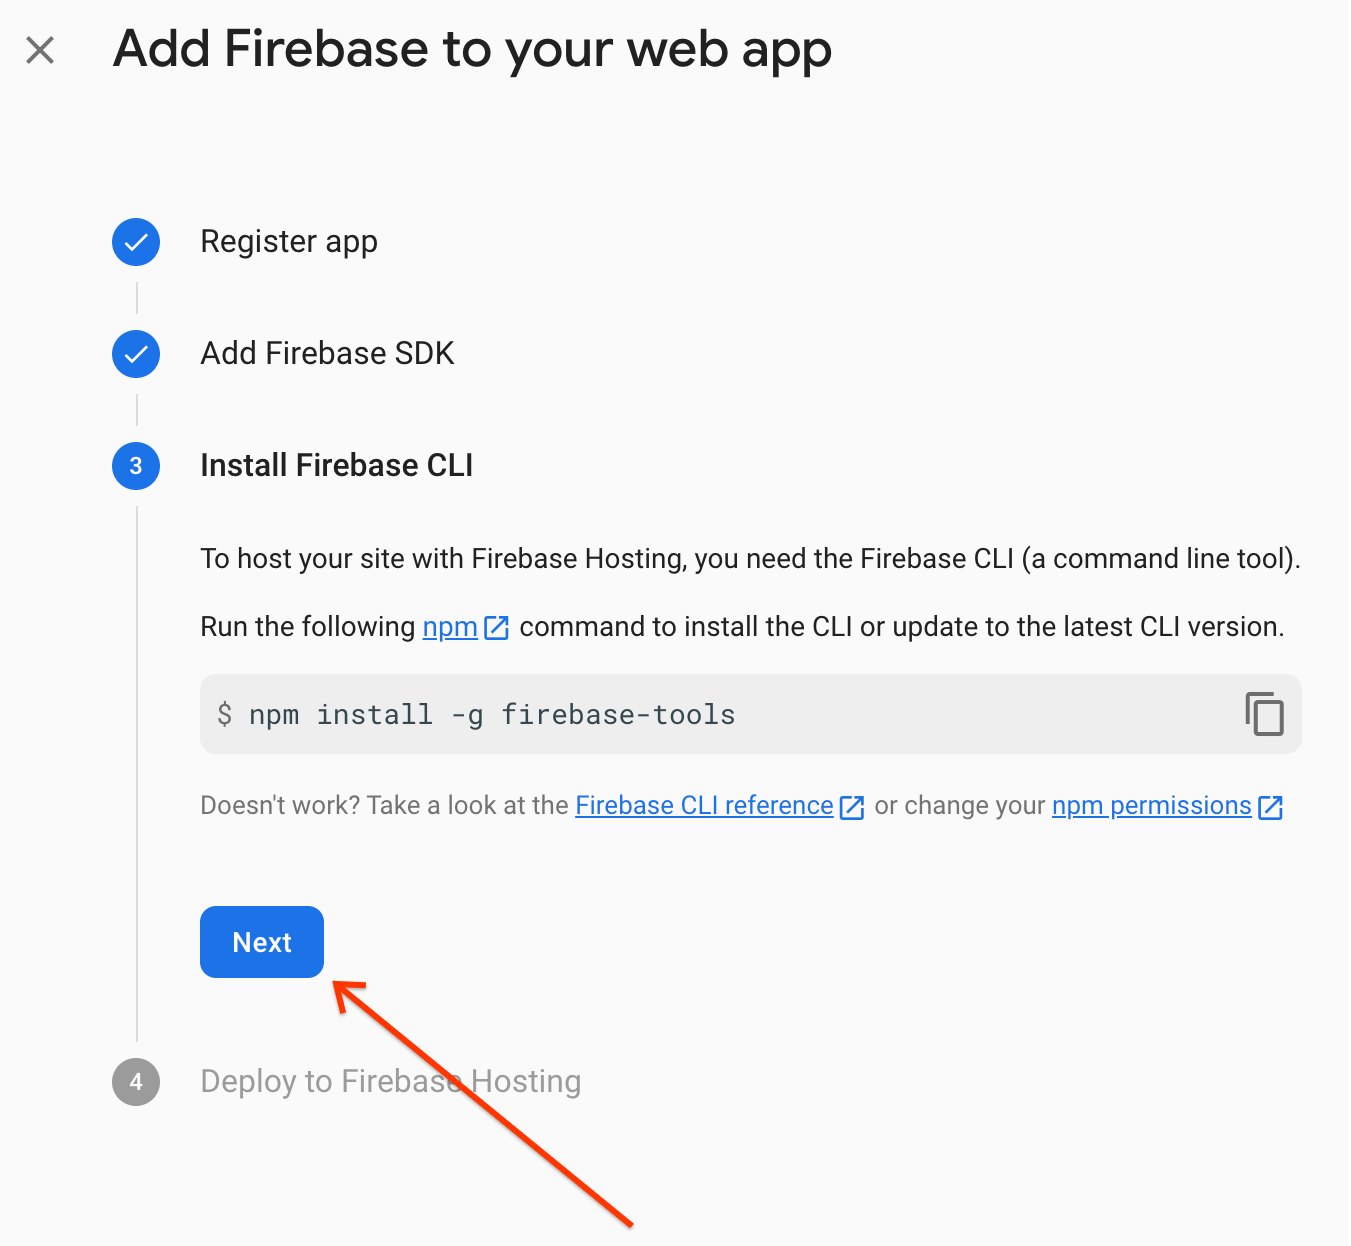 Add Firebase to your web app
Register app
Add Firebase SDK
3 Install Firebase CLI
To host your site with Firebase Hosting, you need the Firebase CLI (a command line tool).
Run the following npm command to install the CLI or update to the latest CLI version.
$ npm install -g firebase-tools
Doesn't work? Take a look at the Firebase CLI reference or change your npm permissions
Next
4 Deploy to Firebase Hosting